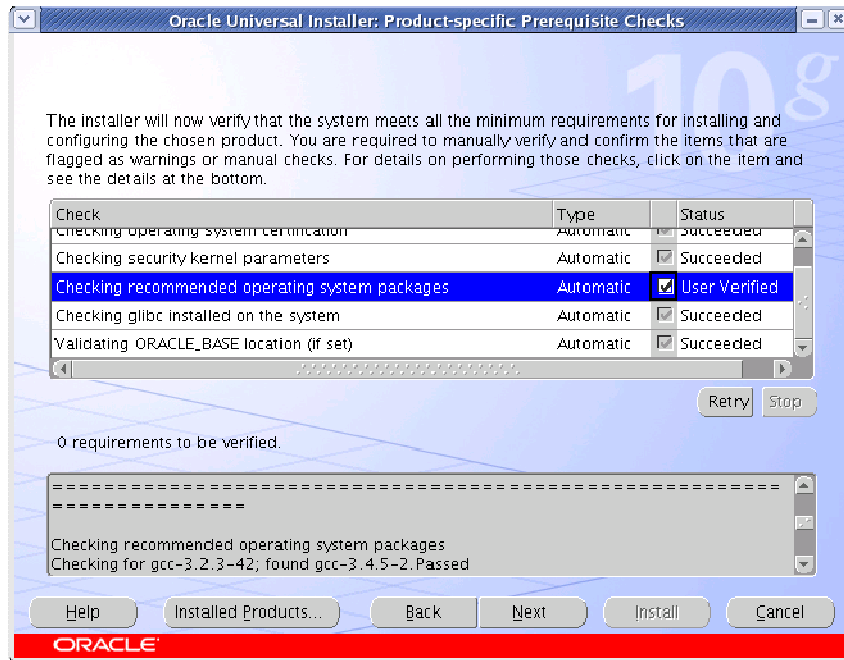 Oracle Universal Installer: Product-specific Prerequisite Checks
10g
The installer will now verify that the system meets all the minimum requirements for installing and
configuring the chosen product. You are required to manually verify and confirm the items that are
flagged as warnings or manual checks. For details on performing those checks, click on the item and
see the details at the bottom.
Check Type Status
Checking operating system certification Automatic Succeeded
Checking security kernel parameters Automatic Succeeded
Checking recommended operating system packages Automatic User Verified
Checking glibc installed on the system Automatic Succeeded
Validating ORACLE_BASE location (if set) Automatic Succeeded
Retry Stop
0 requirements to be verified.
=======================================================
===============
Checking recommended operating system packages
Checking for gcc-3.2.3-42; found gcc-3.4.5-2. Passed
Help Installed Products... Back Next Install Cancel
ORACLE